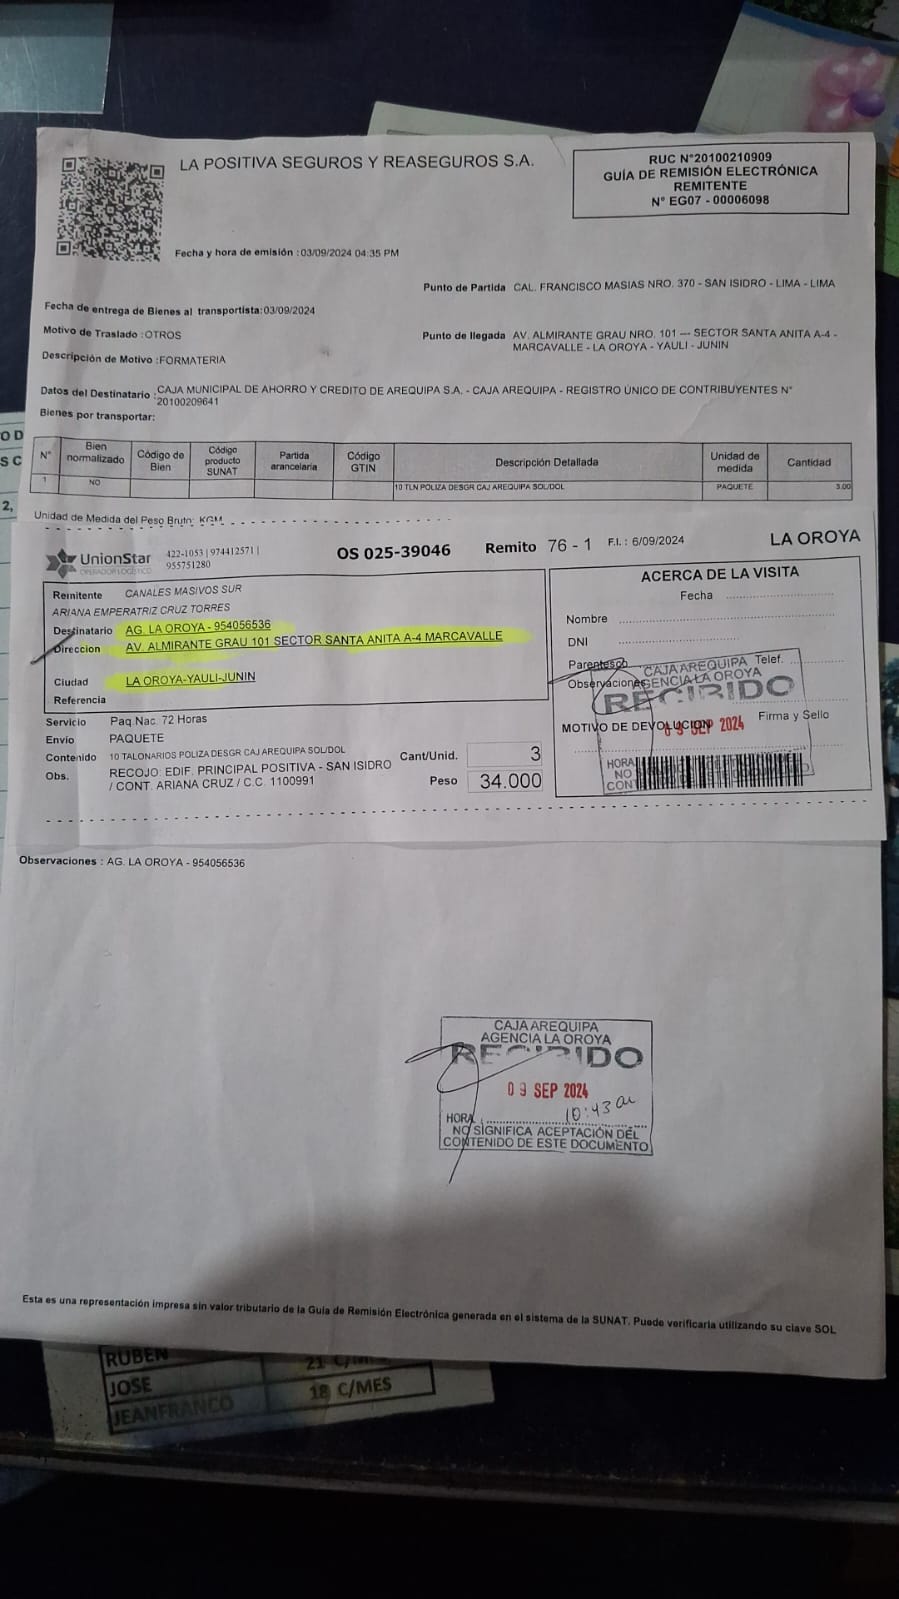 LA POSITIVA SEGUROS Y REASEGUROS S.A.
RUC N°20100210909
GUÍA DE REMISIÓN ELECTRÓNICA
REMITENTE
N° EG07 - 00006098
Fecha y hora de emisión : 03/09/2024 04:35 PM
Punto de Partida CAL. FRANCISCO MASIAS NRO. 370 - SAN ISIDRO - LIMA - LIMA
Fecha de entrega de Bienes al transportista: 03/09/2024
Motivo de Traslado : OTROS
Punto de llegada AV. ALMIRANTE GRAU NRO. 101 --- SECTOR SANTA ANITA A-4 -
MARCAVALLE - LA OROYA - YAULI - JUNIN
Descripción de Motivo : FORMATERIA
Datos del Destinatario : CAJA MUNICIPAL DE AHORRO Y CREDITO DE AREQUIPA S.A. - CAJA AREQUIPA - REGISTRO ÚNICO DE CONTRIBUYENTES N°
20100209641
Bienes por transportar:
N° Bien normalizado Código de Bien Código producto SUNAT Partida arancelaria Código GTIN Descripción Detallada Unidad de medida Cantidad
1 NO 10 TLN POLIZA DESGR CAJ AREQUIPA SOL/DOL PAQUETE 3.00
Unidad de Medida del Peso Bruto: KGM
UnionStar
OPERADOR LOGÍSTICO
422-1053 | 974412571 |
955751280
OS 025-39046 Remito 76 - 1 F.I. : 6/09/2024 LA OROYA
Remitente CANALES MASIVOS SUR
ARIANA EMPERATRIZ CRUZ TORRES
Destinatario AG. LA OROYA - 954056536
Direccion AV. ALMIRANTE GRAU 101 SECTOR SANTA ANITA A-4 MARCAVALLE
Ciudad LA OROYA-YAULI-JUNIN
Referencia
Servicio Paq.Nac. 72 Horas
Envío PAQUETE
Contenido 10 TALONARIOS POLIZA DESGR CAJ AREQUIPA SOL/DOL
Obs. RECOJO: EDIF. PRINCIPAL POSITIVA - SAN ISIDRO
/ CONT. ARIANA CRUZ / C.C. 1100991
Cant/Unid. 3
Peso 34.000
ACERCA DE LA VISITA
Fecha
Nombre
DNI
Parentesco Telef.
Observaciones
CAJA AREQUIPA
AGENCIA LA OROYA
RECIBIDO
MOTIVO DE DEVOLUCION Firma y Sello
09 SEP 2024
HORA
NO
CON
Observaciones : AG. LA OROYA - 954056536
CAJA AREQUIPA
AGENCIA LA OROYA
RECIBIDO
09 SEP 2024
10:43 am
HORA
NO SIGNIFICA ACEPTACIÓN DEL
CONTENIDO DE ESTE DOCUMENTO
Esta es una representación impresa sin valor tributario de la Guía de Remisión Electrónica generada en el sistema de la SUNAT. Puede verificarla utilizando su clave SOL
RUBEN 21
JOSE 18 C/MES
JEANFRANCO